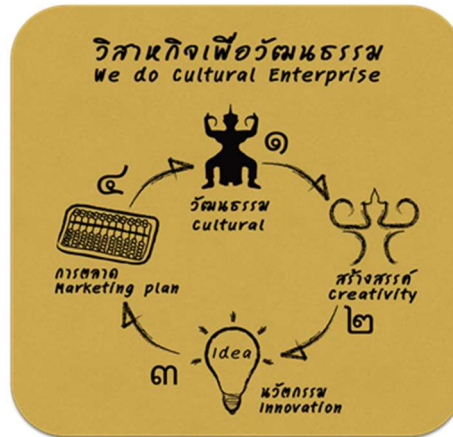 วิสาหกิจเพื่อวัฒนธรรม
We do Cultural Enterprise
๑
วัฒนธรรม
Cultural
สร้างสรรค์
Creativity
๒
Idea
นวัตกรรม
Innovation
๓
การตลาด
Marketing plan
๔